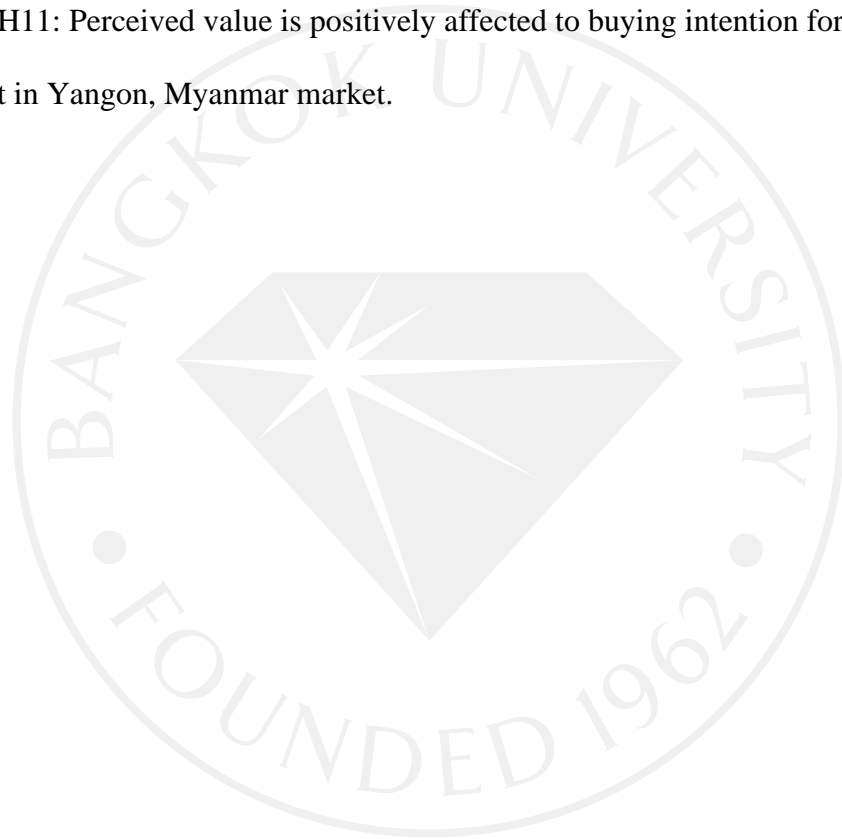 H11: Perceived value is positively affected to buying intention for
t in Yangon, Myanmar market.
BANGKOK UNIVERSITY
• FOUNDED 1962 •